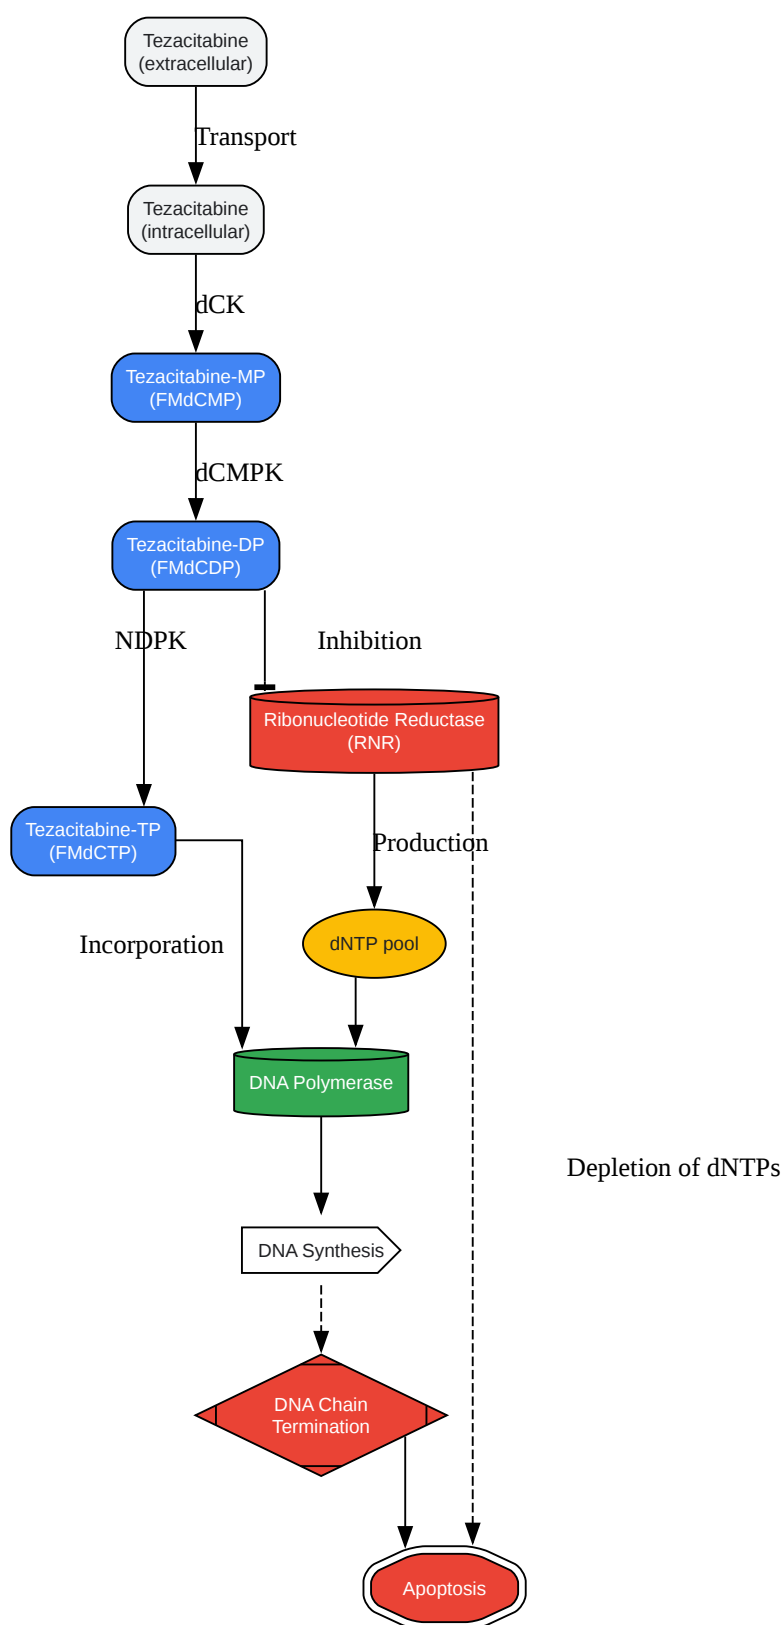 Tezacitabine
(extracellular)
Transport
Tezacitabine
(intracellular)
dCK
Tezacitabine-MP
(FMdCMP)
dCMPK
Tezacitabine-DP
(FMdCDP)
NDPK
Inhibition
Ribonucleotide Reductase
(RNR)
Tezacitabine-TP
(FMdCTP)
Production
Incorporation
dNTP pool
DNA Polymerase
Depletion of dNTPs
DNA Synthesis
DNA Chain
Termination
Apoptosis